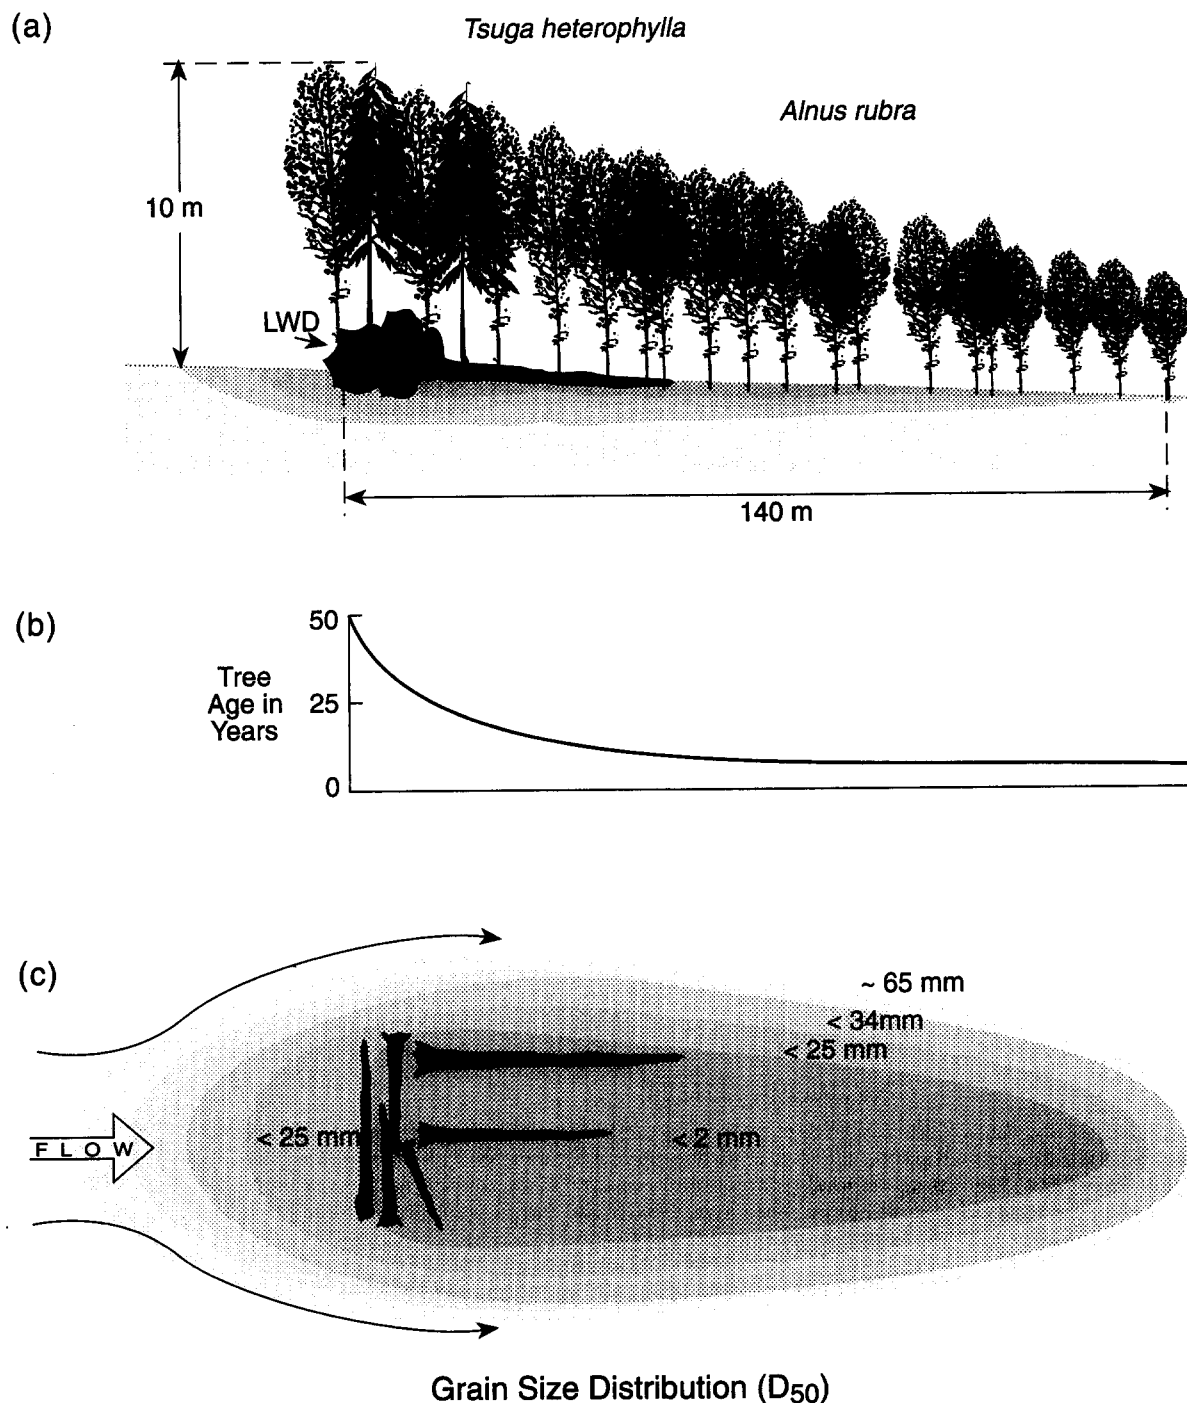 (a)
Tsuga heterophylla
Alnus rubra
10 m
LWD
140 m
(b)
50
Tree
Age in
25
Years
0
(c)
~ 65 mm
< 34mm
< 25 mm
< 25 mm
< 2 mm
FLOW
Grain Size Distribution (D50)